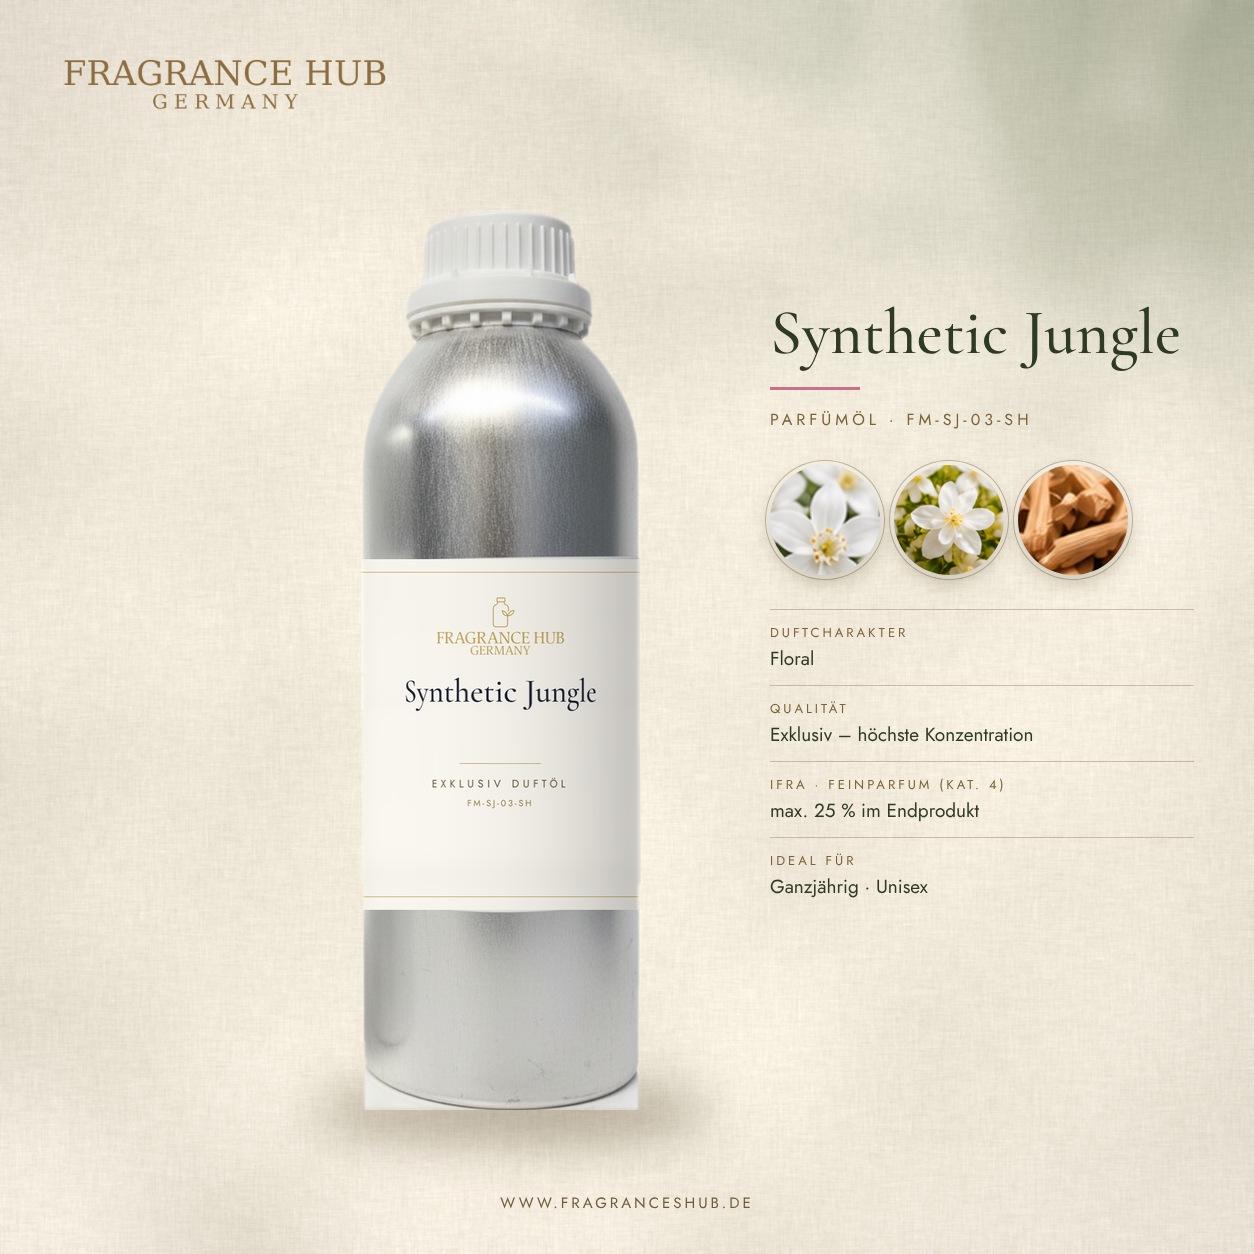 FRAGRANCE HUB
GERMANY
Synthetic Jungle
PARFÜMÖL · FM-SJ-03-SH
DUFTCHARAKTER
Floral
QUALITÄT
Exklusiv – höchste Konzentration
IFRA · FEINPARFUM (KAT. 4)
max. 25 % im Endprodukt
IDEAL FÜR
Ganzjährig · Unisex
FRAGRANCE HUB
GERMANY
Synthetic Jungle
EXKLUSIV DUFTÖL
FM-SJ-03-SH
WWW.FRAGRANCESHUB.DE